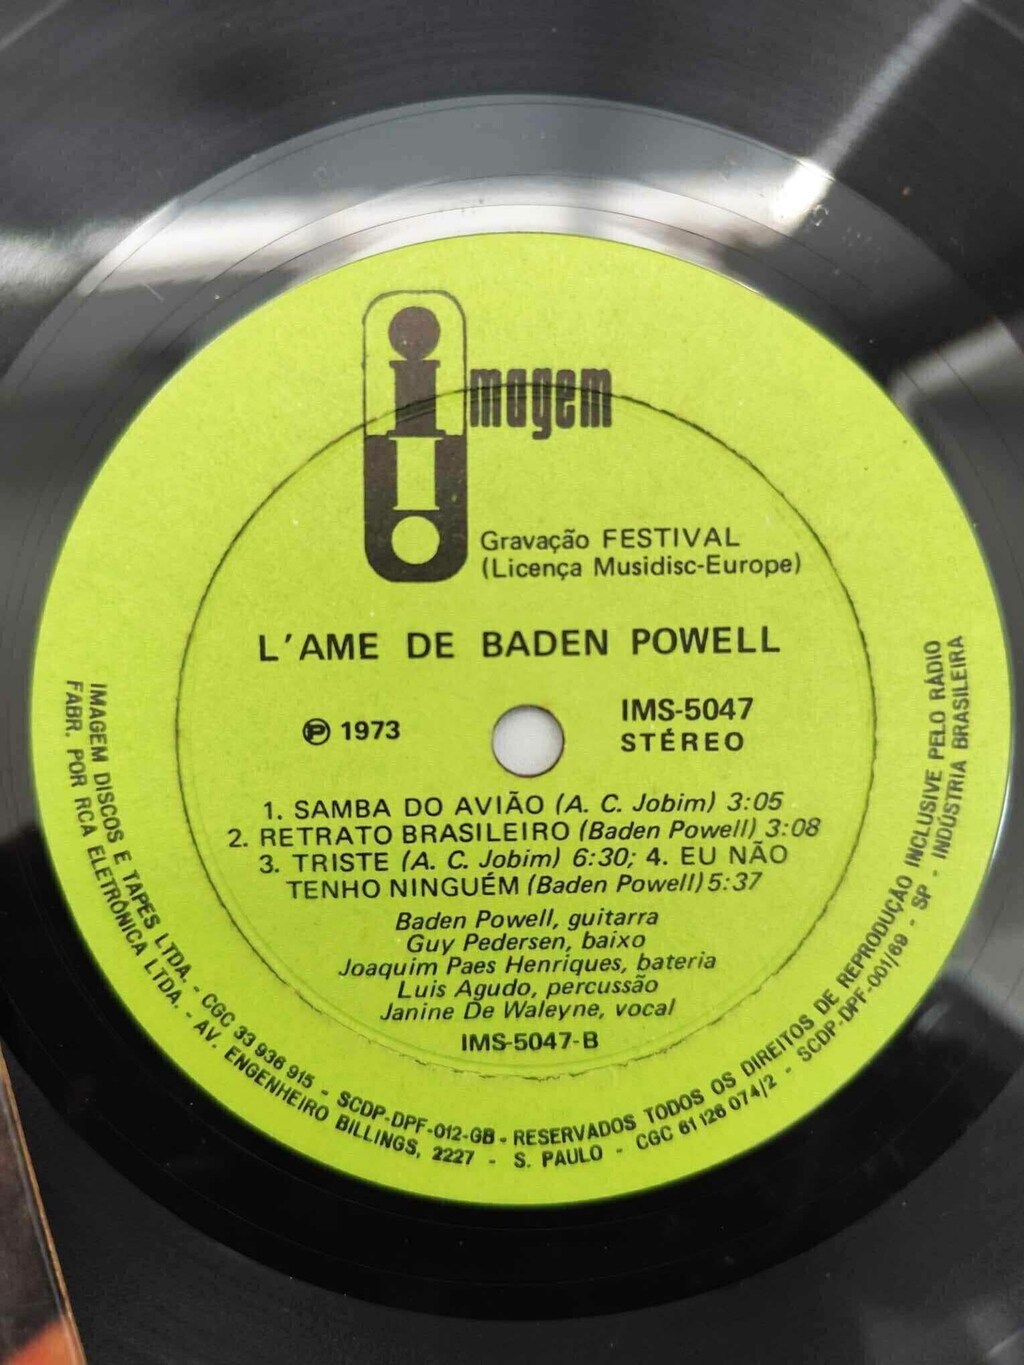 imagem
Gravação FESTIVAL
(Licença Musidisc-Europe)
L'AME DE BADEN POWELL
Ⓟ 1973
IMS-5047
STÉREO
1. SAMBA DO AVIÃO (A. C. Jobim) 3:05
2. RETRATO BRASILEIRO (Baden Powell) 3:08
3. TRISTE (A. C. Jobim) 6:30; 4. EU NÃO
TENHO NINGUÉM (Baden Powell) 5:37
Baden Powell, guitarra
Guy Pedersen, baixo
Joaquim Paes Henriques, bateria
Luis Agudo, percussão
Janine De Waleyne, vocal
IMS-5047-B
IMAGEM DISCOS E TAPES LTDA. - CGC 33 936 915 - SCDP-DPF-012-GB - RESERVADOS TODOS OS DIREITOS DE REPRODUÇÃO INCLUSIVE PELO RÁDIO
FABR. POR RCA ELETRÔNICA LTDA. - AV. ENGENHEIRO BILLINGS, 2227 - S. PAULO - CGC 61 126 074/2 - SCDP-DPF-001/69 - SP - INDÚSTRIA BRASILEIRA